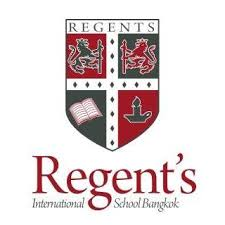 REGENTS
Regent's
International School Bangkok